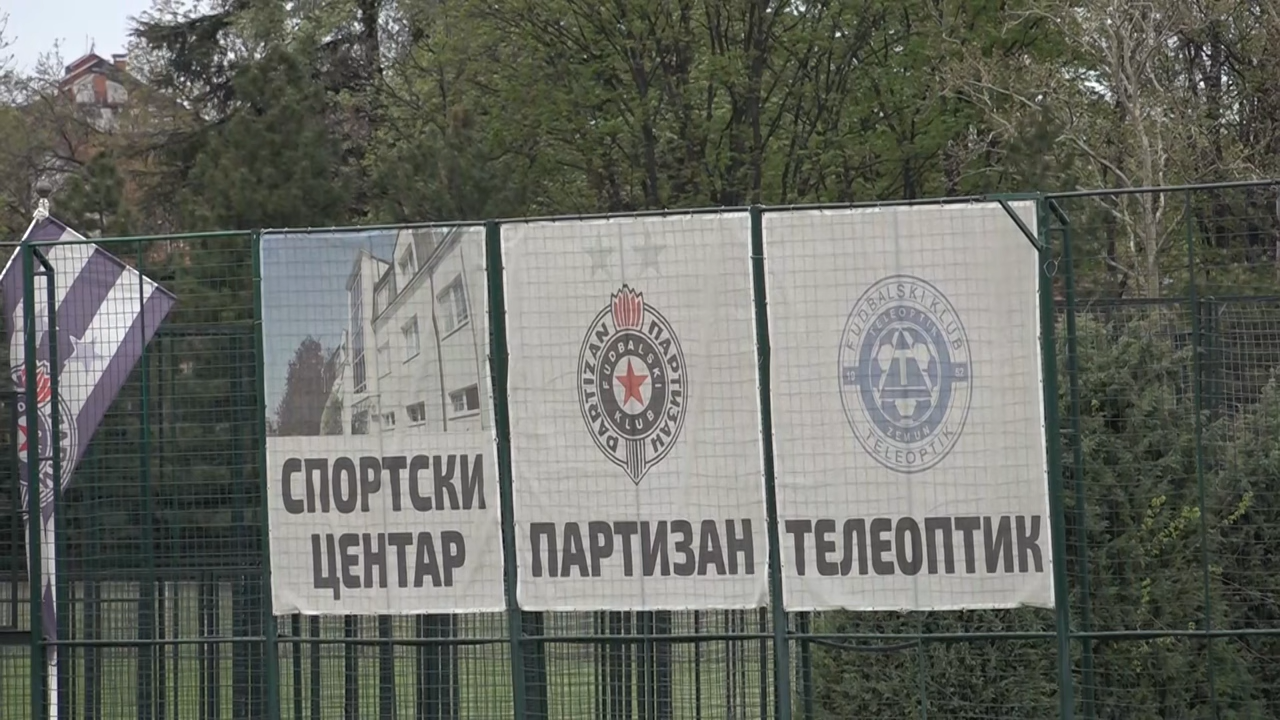 СПОРТСКИ
ЦЕНТАР
PARTIZAN ПАРТИЗАН
FUDBALSKI
KLUB
ПАРТИЗАН
FUDBALSKI KLUB
TELEOPTIK
ZEMUN
TELEOPTIK
ТЕЛЕОПТИК